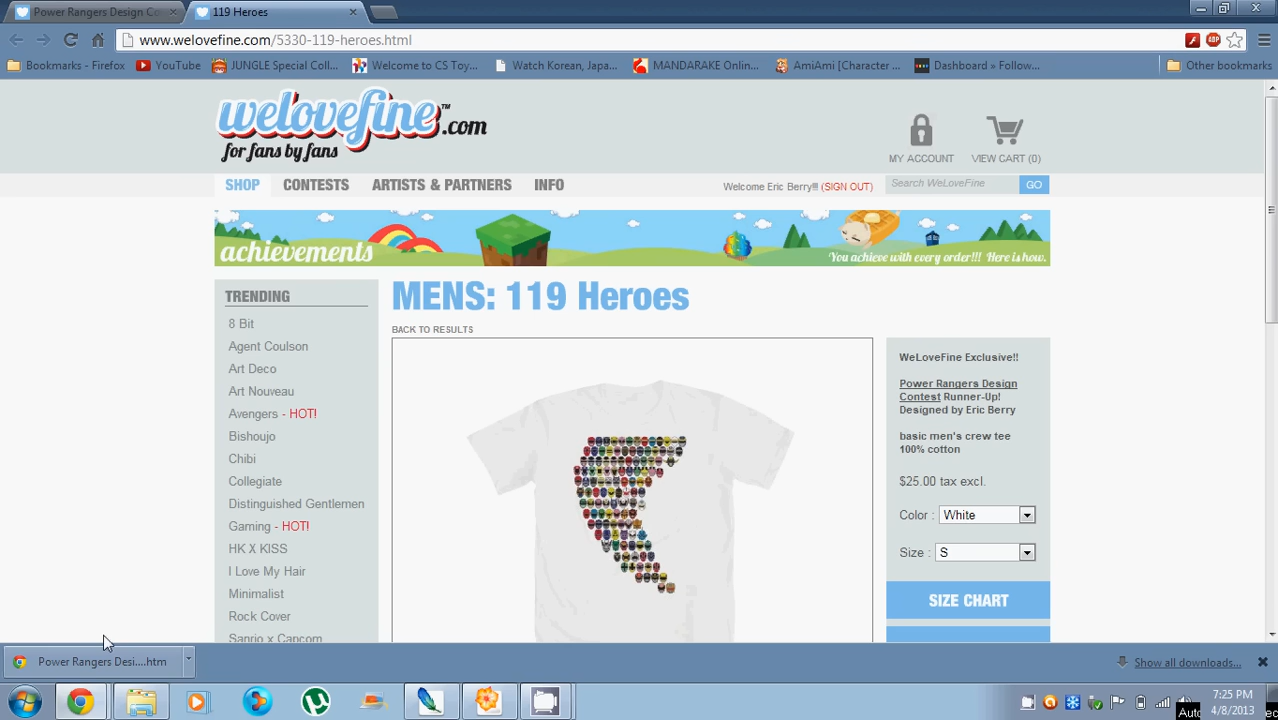 Power Rangers Design Co
119 Heroes
www.welovefine.com/5330-119-heroes.html
ABP
Bookmarks - Firefox
YouTube
JUNGLE Special Coll...
Welcome to CS Toy...
Watch Korean, Japa...
MANDARAKE Onlin...
AmiAmi [Character ...
Dashboard » Follow...
Other bookmarks
welovefine™.com
for fans by fans
MY ACCOUNT
VIEW CART (0)
SHOP
CONTESTS
ARTISTS & PARTNERS
INFO
Welcome Eric Berry!!! (SIGN OUT)
Search WeLoveFine
GO
achievements
You achieve with every order!!! Here is how.
TRENDING
8 Bit
Agent Coulson
Art Deco
Art Nouveau
Avengers - HOT!
Bishoujo
Chibi
Collegiate
Distinguished Gentlemen
Gaming - HOT!
HK X KISS
I Love My Hair
Minimalist
Rock Cover
Sanrio x Capcom
MENS: 119 Heroes
BACK TO RESULTS
WeLoveFine Exclusive!!
Power Rangers Design
Contest Runner-Up!
Designed by Eric Berry
basic men's crew tee
100% cotton
$25.00 tax excl.
Color : White
Size : S
SIZE CHART
Power Rangers Desi....htm
Show all downloads...
7:25 PM
4/8/2013